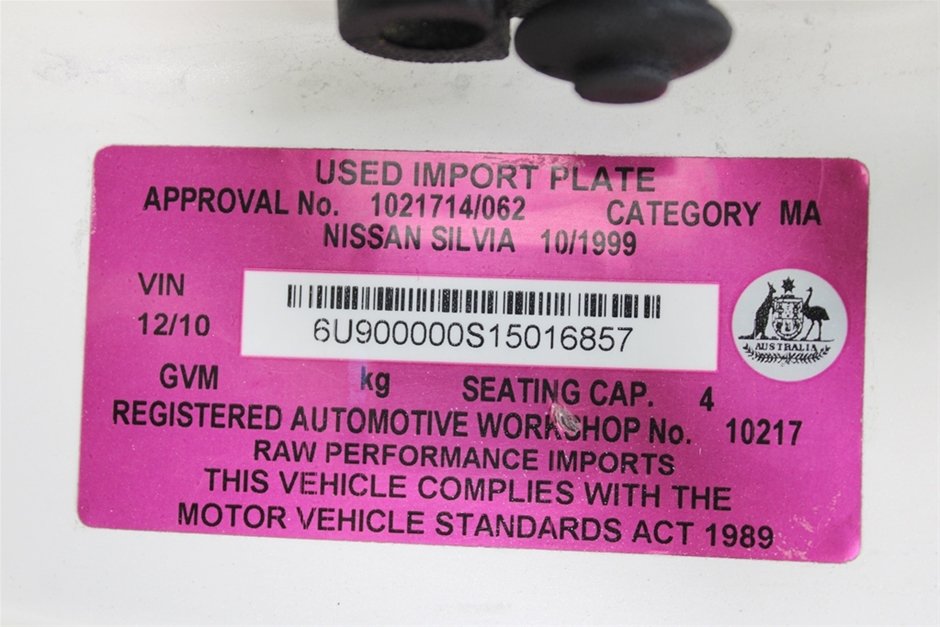 USED IMPORT PLATE
APPROVAL No. 1021714/062 CATEGORY MA
NISSAN SILVIA 10/1999
VIN
12/10
6U900000S15016857
AUSTRALIA
GVM kg SEATING CAP. 4
REGISTERED AUTOMOTIVE WORKSHOP No. 10217
RAW PERFORMANCE IMPORTS
THIS VEHICLE COMPLIES WITH THE
MOTOR VEHICLE STANDARDS ACT 1989